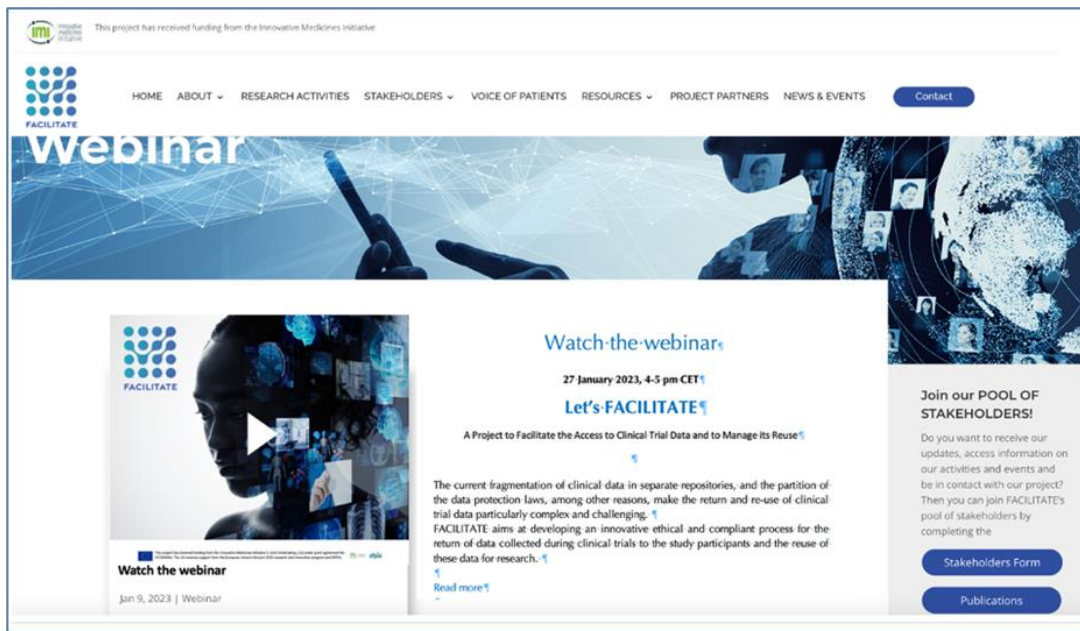 imi innovative medicines initiative
This project has received funding from the Innovative Medicines Initiative
FACILITATE
HOME ABOUT RESEARCH ACTIVITIES STAKEHOLDERS VOICE OF PATIENTS RESOURCES PROJECT PARTNERS NEWS & EVENTS Contact
Webinar
FACILITATE
Watch the webinar
Jan 9, 2023 | Webinar
Watch·the·webinar¶
27·January·2023,·4-5·pm·CET¶
Let's·FACILITATE¶
A Project to Facilitate the Access to Clinical Trial Data and to Manage its Reuse¶
¶
The current fragmentation of clinical data in separate repositories, and the partition of
the data protection laws, among other reasons, make the return and re-use of clinical
trial data particularly complex and challenging. ¶
FACILITATE aims at developing an innovative ethical and compliant process for the
return of data collected during clinical trials to the study participants and the reuse of
these data for research.·¶
¶
Read·more¶
Join our POOL OF
STAKEHOLDERS!
Do you want to receive our
updates, access information on
our activities and events and
be in contact with our project?
Then you can join FACILITATE's
pool of stakeholders by
completing the
Stakeholders Form
Publications